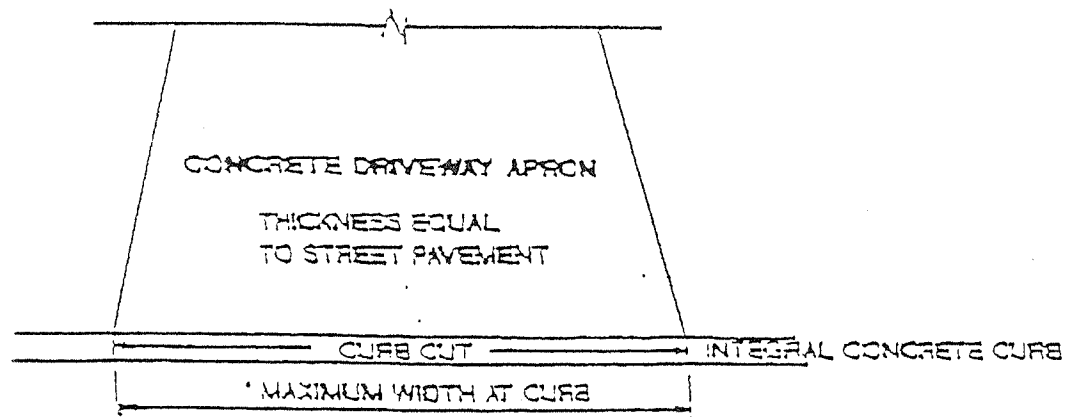 CONCRETE DRIVEWAY APRON
THICKNESS EQUAL
TO STREET PAVEMENT
CURB CUT
INTEGRAL CONCRETE CURB
* MAXIMUM WIDTH AT CURB